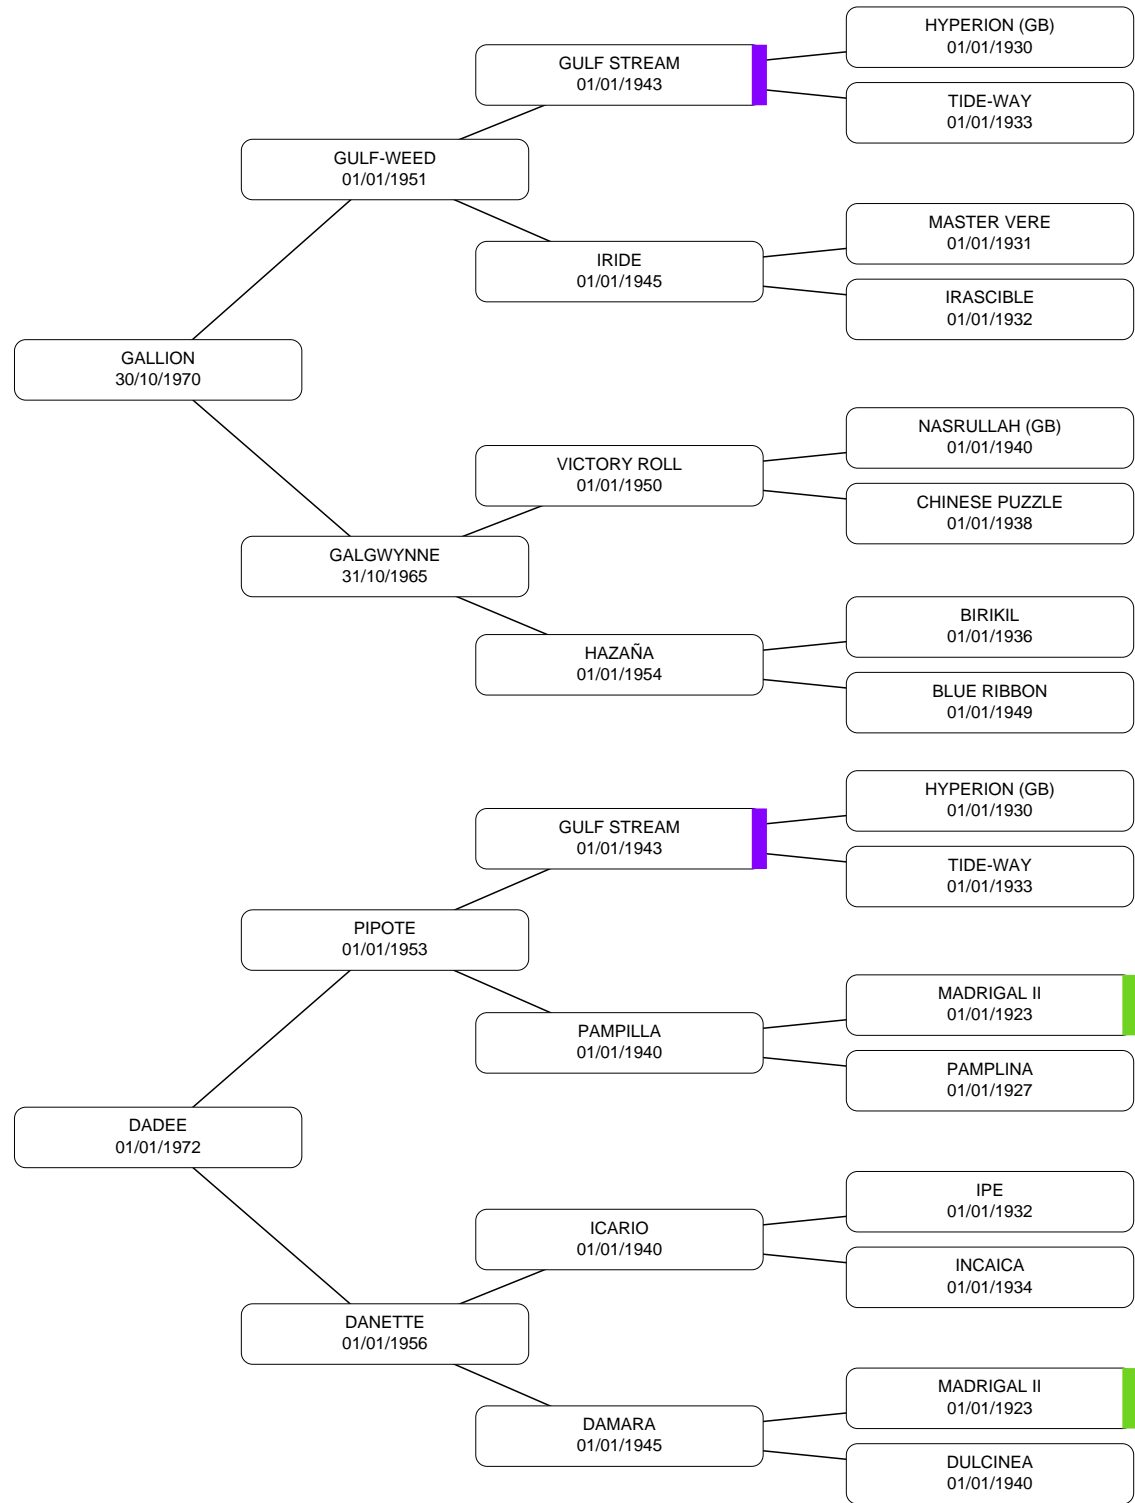 HYPERION (GB)
01/01/1930
GULF STREAM
01/01/1943
TIDE-WAY
01/01/1933
GULF-WEED
01/01/1951
MASTER VERE
01/01/1931
IRIDE
01/01/1945
IRASCIBLE
01/01/1932
GALLION
30/10/1970
NASRULLAH (GB)
01/01/1940
VICTORY ROLL
01/01/1950
CHINESE PUZZLE
01/01/1938
GALGWYNNE
31/10/1965
BIRIKIL
01/01/1936
HAZAÑA
01/01/1954
BLUE RIBBON
01/01/1949
HYPERION (GB)
01/01/1930
GULF STREAM
01/01/1943
TIDE-WAY
01/01/1933
PIPOTE
01/01/1953
MADRIGAL II
01/01/1923
PAMPILLA
01/01/1940
PAMPLINA
01/01/1927
DADEE
01/01/1972
IPE
01/01/1932
ICARIO
01/01/1940
INCAICA
01/01/1934
DANETTE
01/01/1956
MADRIGAL II
01/01/1923
DAMARA
01/01/1945
DULCINEA
01/01/1940